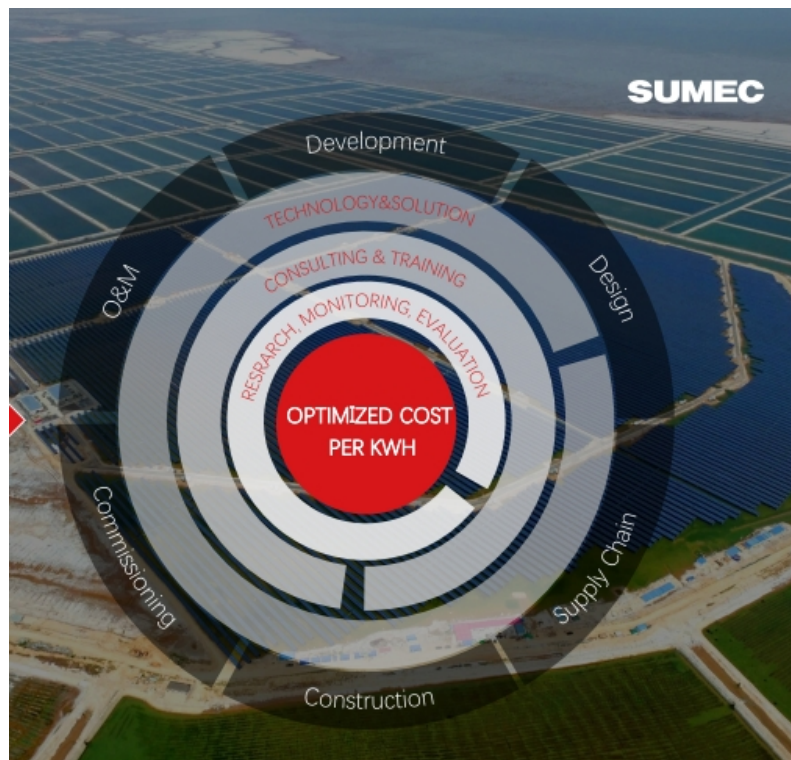 SUMEC
Development
TECHNOLOGY&SOLUTION
CONSULTING & TRAINING
RESRARCH, MONITORING, EVALUATION
O&M
Design
OPTIMIZED COST
PER KWH
Commissioning
Supply Chain
Construction